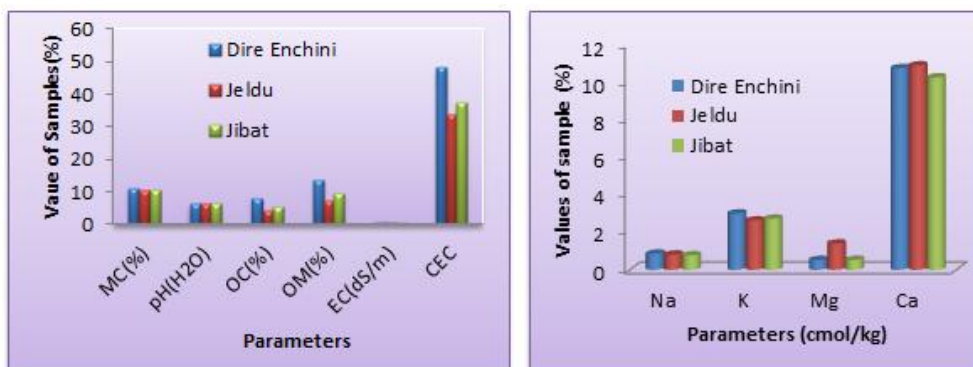 Vaue of Samples(%)
60
50
40
30
20
10
0
Dire Enchini
Jeldu
Jibat
MC(%)
pH(H2O)
OC(%)
OM(%)
EC(dS/m)
CEC
Parameters
Values of sample (%)
12
10
8
6
4
2
0
Dire Enchini
Jeldu
Jibat
Na
K
Mg
Ca
Parameters (cmol/kg)